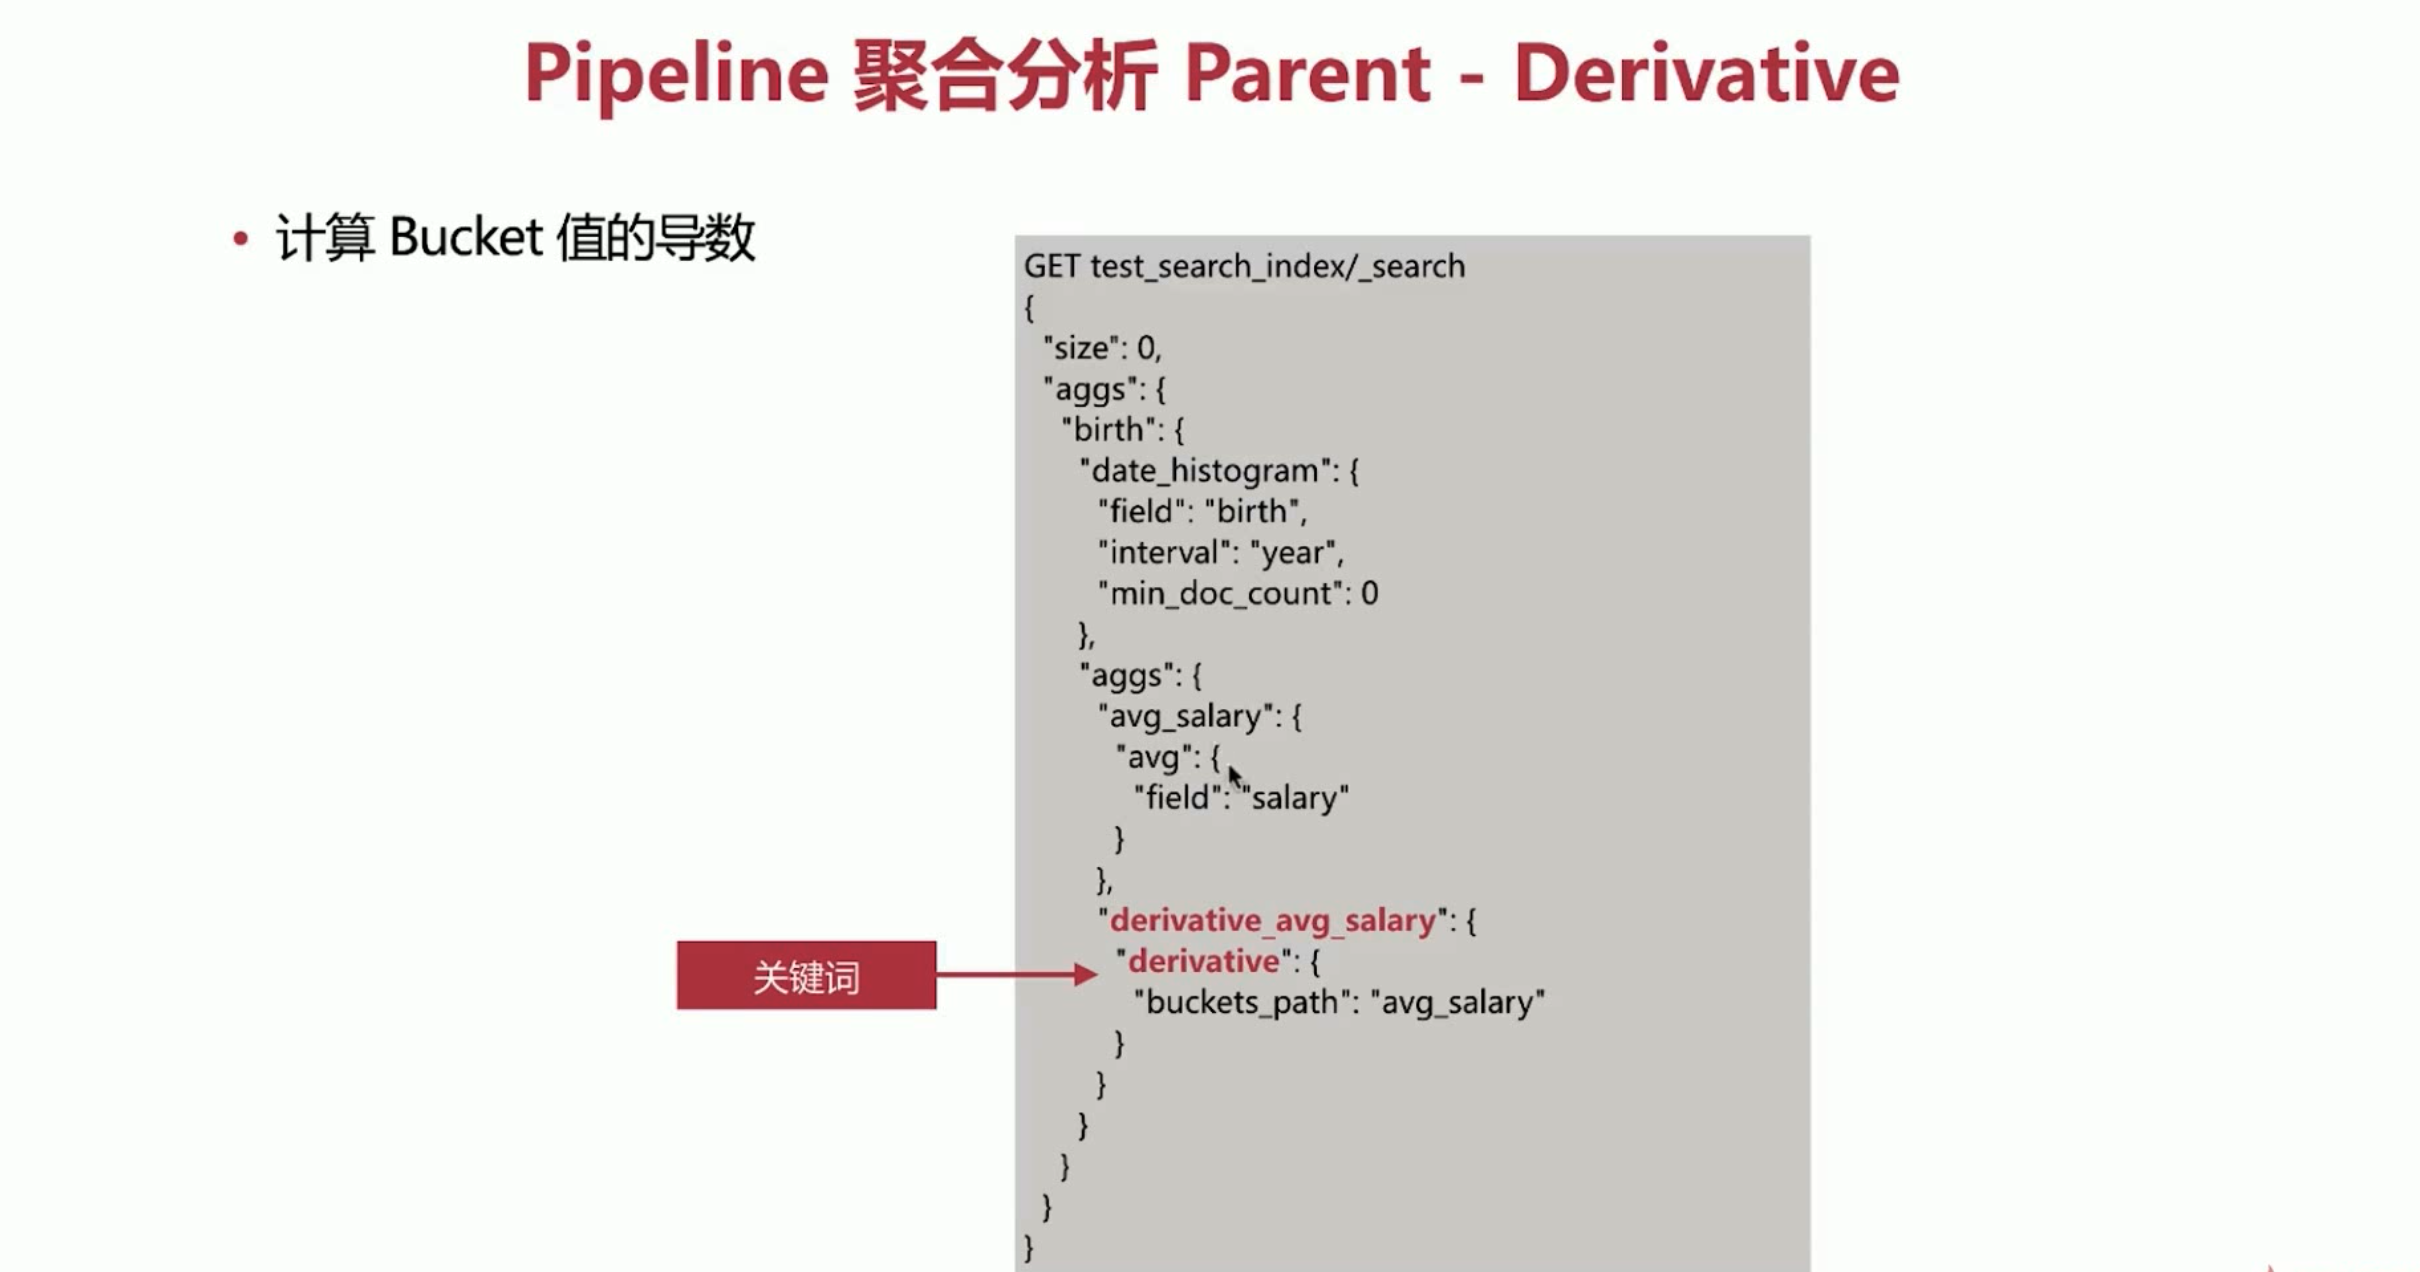 Pipeline 聚合分析 Parent - Derivative
• 计算 Bucket 值的导数
GET test_search_index/_search
{
"size": 0,
"aggs": {
"birth": {
"date_histogram": {
"field": "birth",
"interval": "year",
"min_doc_count": 0
},
"aggs": {
"avg_salary": {
"avg": {
"field": "salary"
}
},
"derivative_avg_salary": {
关键词
"derivative": {
"buckets_path": "avg_salary"
}
}
}
}
}
}